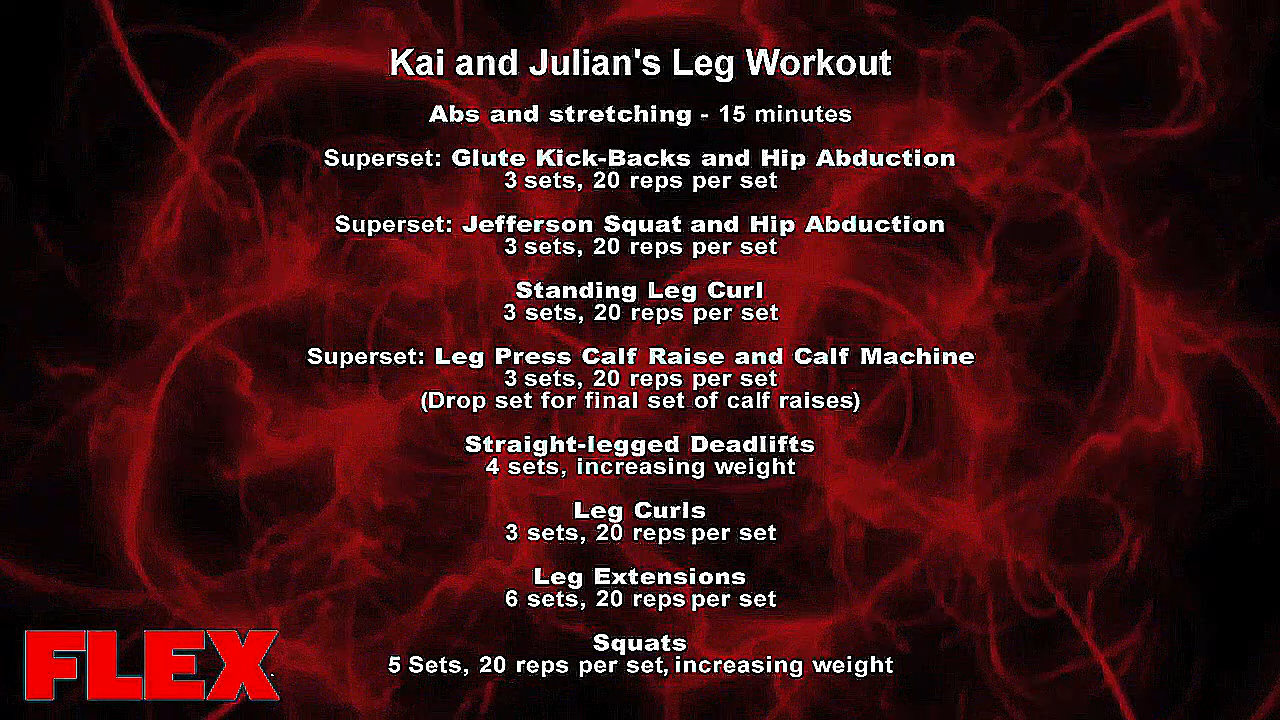 Kai and Julian's Leg Workout
Abs and stretching - 15 minutes
Superset: Glute Kick-Backs and Hip Abduction
3 sets, 20 reps per set
Superset: Jefferson Squat and Hip Abduction
3 sets, 20 reps per set
Standing Leg Curl
3 sets, 20 reps per set
Superset: Leg Press Calf Raise and Calf Machine
3 sets, 20 reps per set
(Drop set for final set of calf raises)
Straight-legged Deadlifts
4 sets, increasing weight
Leg Curls
3 sets, 20 reps per set
Leg Extensions
6 sets, 20 reps per set
Squats
5 Sets, 20 reps per set, increasing weight
FLEX